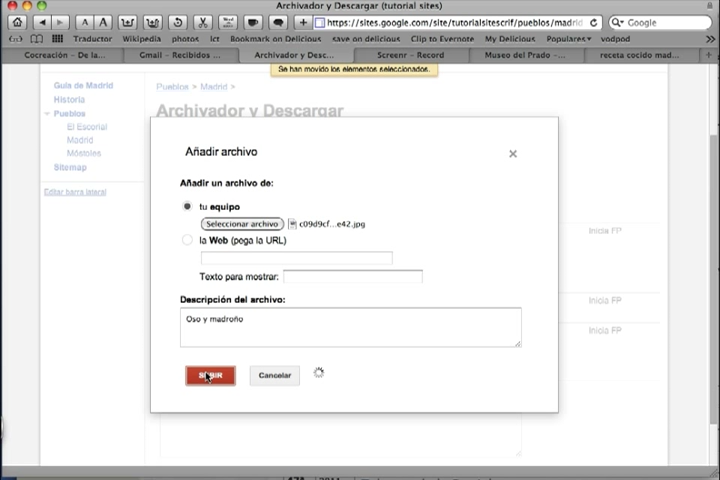 Archivador y Descargar (tutorial sites)
https://sites.google.com/site/tutorialsitescrif/pueblos/madrid
Google
Traductor Wikipedia photos Ict Bookmark on Delicious save on delicious Clip to Evernote My Delicious Populares vodpod
Cocreación – De la... Gmail – Recibidos ... Archivador y Desc... Screenr – Record Museo del Prado –... receta cocido mad...
Se han movido los elementos seleccionados.
Guia de Madrid
Historia
Pueblos
El Escorial
Madrid
Móstoles
Sitemap
Editar barra lateral
Pueblos > Madrid >
Archivador y Descargar
Añadir archivo
Añadir un archivo de:
tu equipo
Seleccionar archivo c09d9cf...e42.jpg
la Web (pega la URL)
Texto para mostrar:
Descripción del archivo:
Oso y madroño
SUBIR Cancelar
Inicia FP
Inicia FP
Inicia FP